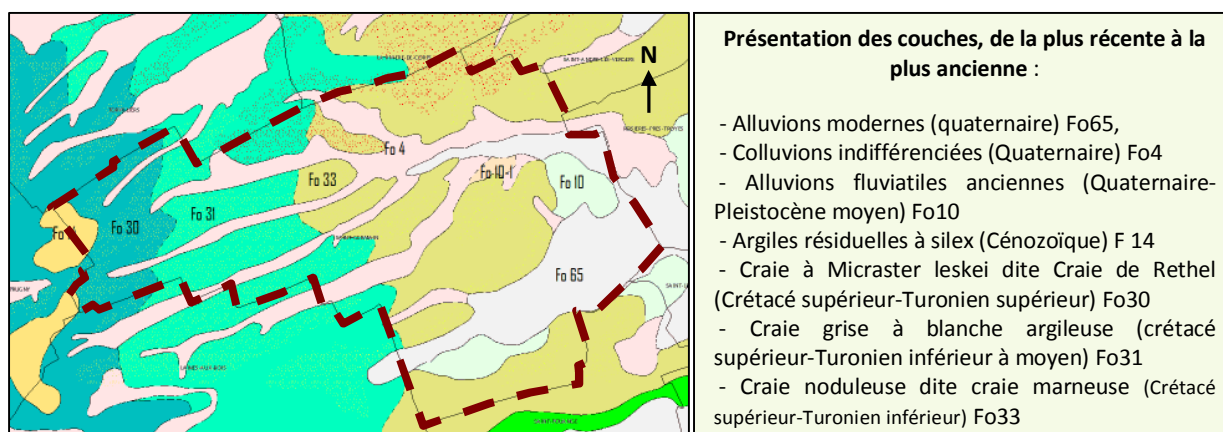 N
Fo 4
Fo 33
Fo-10-1
Fo 10
Fo 31
Fo 30
Fo 65
Présentation des couches, de la plus récente à la
plus ancienne :
- Alluvions modernes (quaternaire) Fo65,
- Colluvions indifférenciées (Quaternaire) Fo4
- Alluvions fluviatiles anciennes (Quaternaire-
Pleistocène moyen) Fo10
- Argiles résiduelles à silex (Cénozoïque) F 14
- Craie à Micraster leskei dite Craie de Rethel
(Crétacé supérieur-Turonien supérieur) Fo30
- Craie grise à blanche argileuse (crétacé
supérieur-Turonien inférieur à moyen) Fo31
- Craie noduleuse dite craie marneuse (Crétacé
supérieur-Turonien inférieur) Fo33